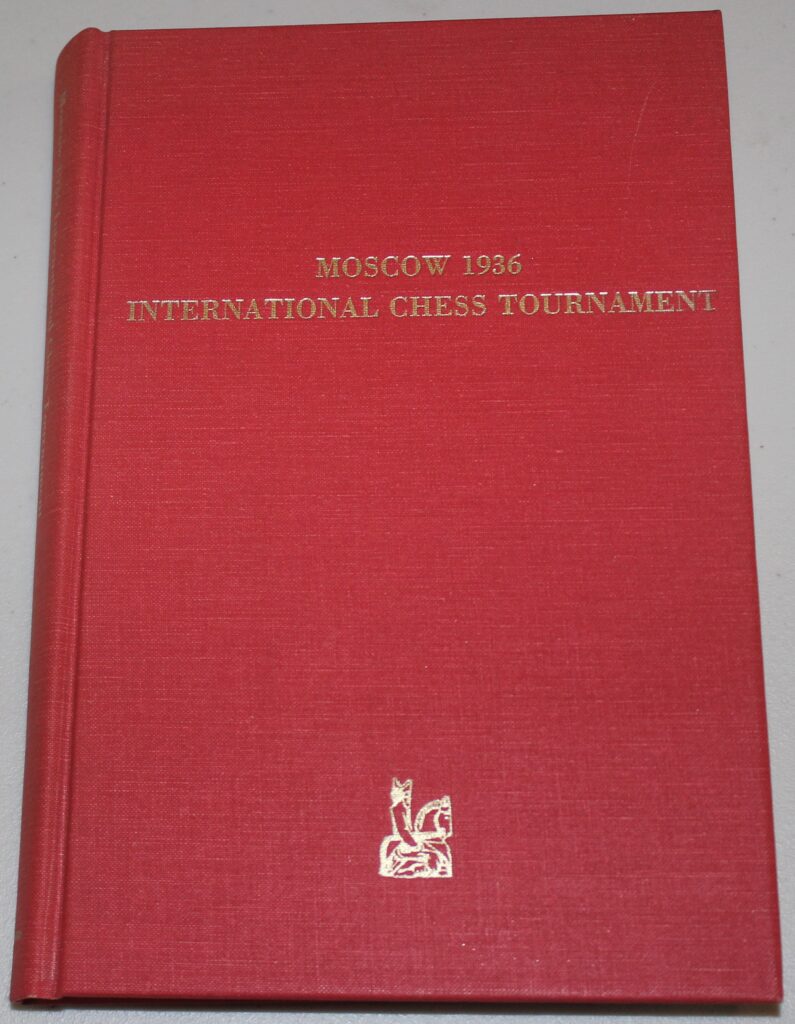 MOSCOW 1936
INTERNATIONAL CHESS TOURNAMENT